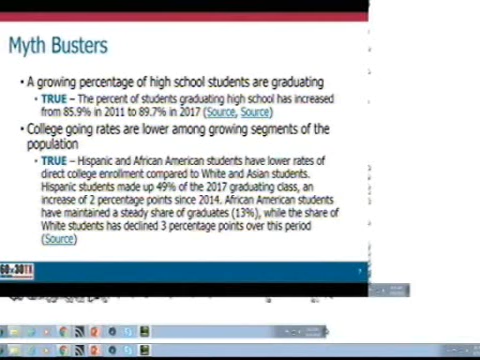 Myth Busters
• A growing percentage of high school students are graduating
• TRUE – The percent of students graduating high school has increased
from 85.9% in 2011 to 89.7% in 2017 (Source, Source)
• College going rates are lower among growing segments of the
population
• TRUE – Hispanic and African American students have lower rates of
direct college enrollment compared to White and Asian students.
Hispanic students made up 49% of the 2017 graduating class, an
increase of 2 percentage points since 2014. African American students
have maintained a steady share of graduates (13%), while the share of
White students has declined 3 percentage points over this period
(Source)
60x30TX